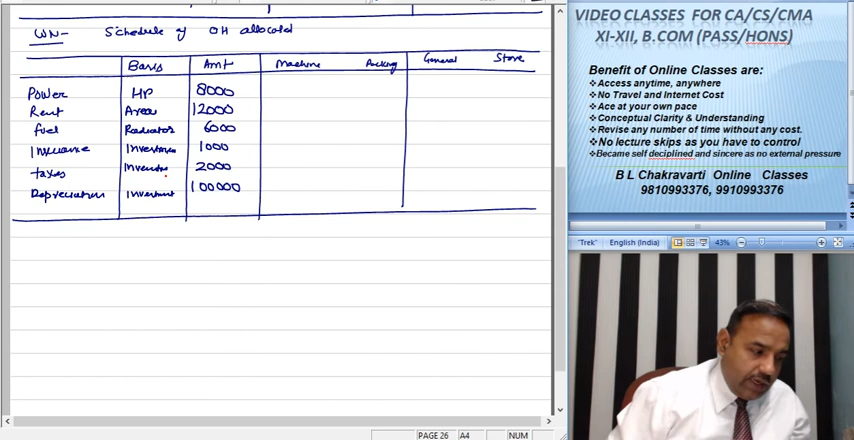 WN- Schedule of OH allocated
Basis Amt Machine Packing General Store
Power HP 8000
Rent Area 12000
fuel Radiator 6000
Insurance Investment 1000
taxes 2000
Depreciation Investment 100000
PAGE 26 A4 NUM
VIDEO CLASSES FOR CA/CS/CMA
XI-XII, B.COM (PASS/HONS)
Benefit of Online Classes are:
❖Access anytime, anywhere
❖No Travel and Internet Cost
❖Ace at your own pace
❖Conceptual Clarity & Understanding
❖Revise any number of time without any cost.
❖No lecture skips as you have to control
❖Became self deciplined and sincere as no external pressure
B L Chakravarti Online Classes
9810993376, 9910993376
"Trek" English (India) 43%